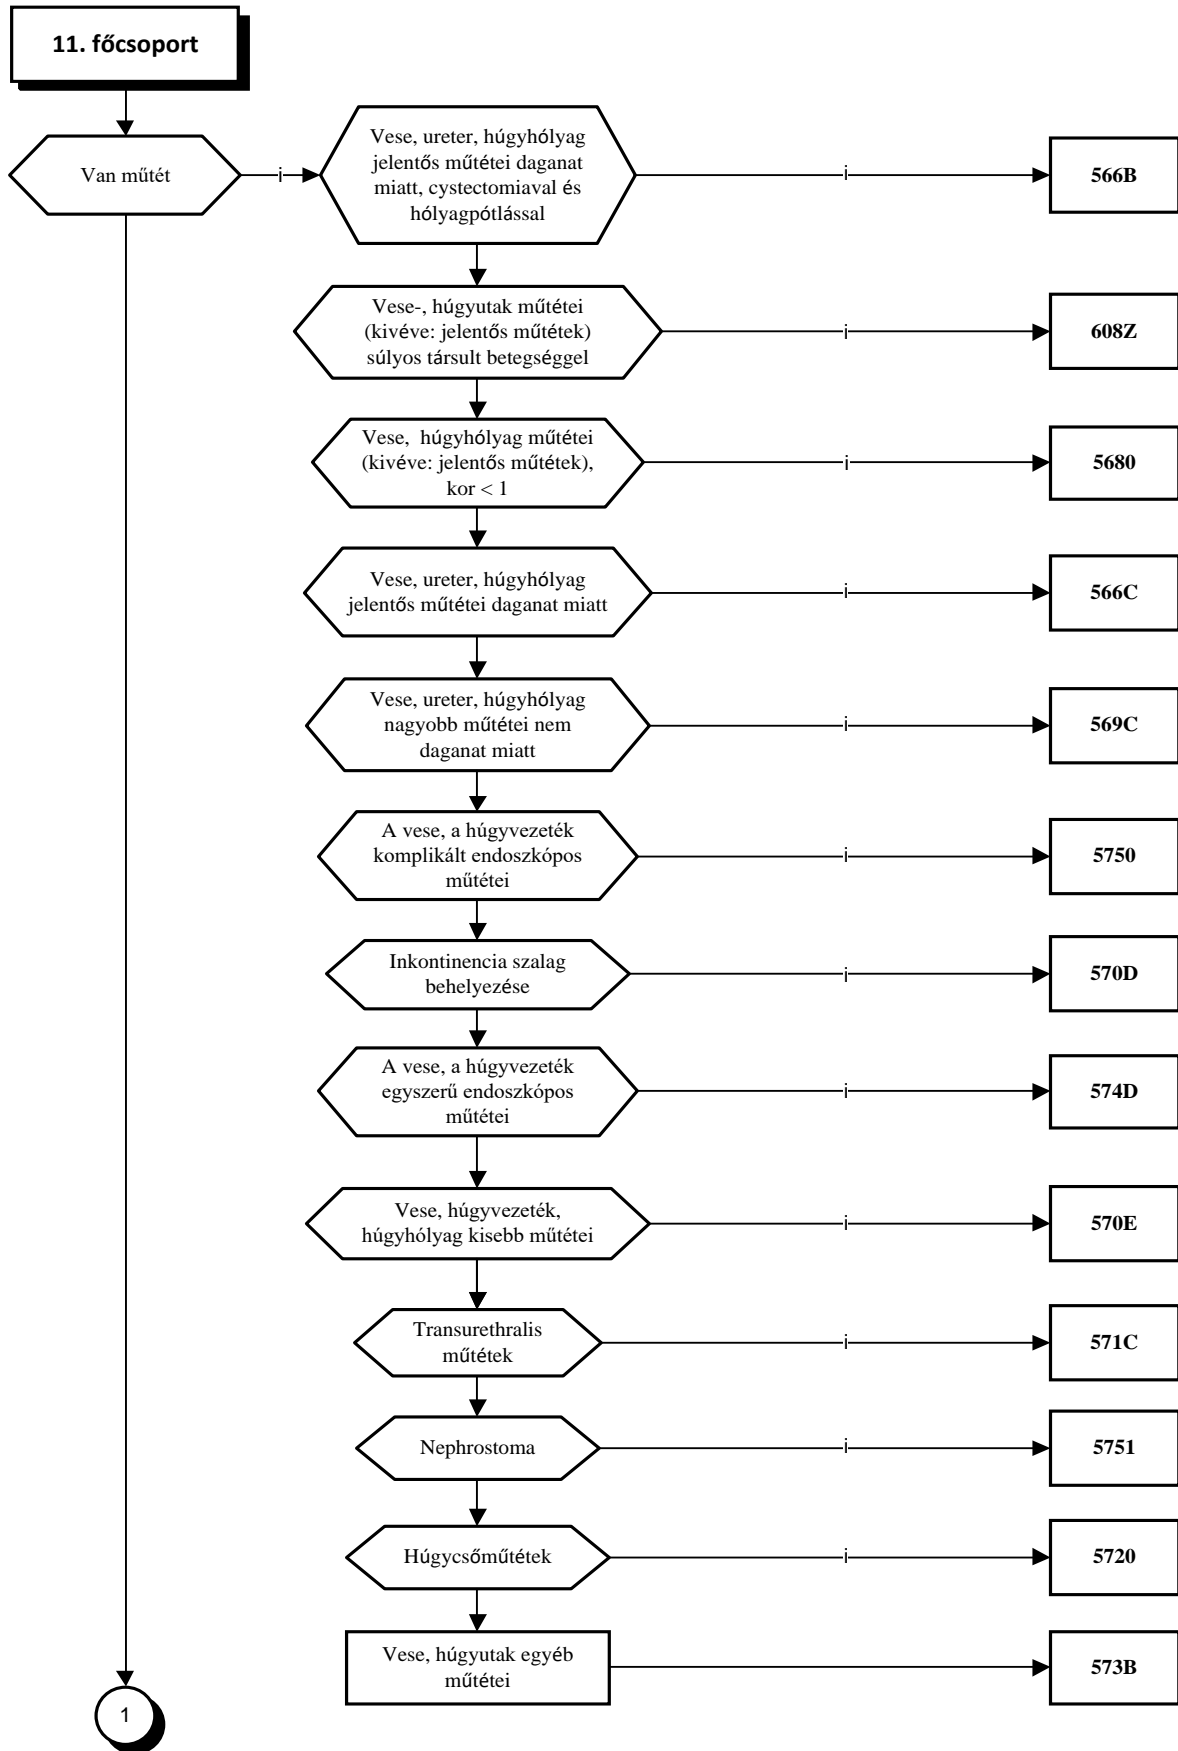 11. főcsoport
Van műtét
i
Vese, ureter, húgyhólyag
jelentős műtétei daganat
miatt, cystectomiaval és
hólyagpótlással
i
566B
Vese-, húgyutak műtétei
(kivéve: jelentős műtétek)
súlyos társult betegséggel
i
608Z
Vese,  húgyhólyag műtétei
(kivéve: jelentős műtétek),
kor < 1
i
5680
Vese, ureter, húgyhólyag
jelentős műtétei daganat miatt
i
566C
Vese, ureter, húgyhólyag
nagyobb műtétei nem
daganat miatt
i
569C
A vese, a húgyvezeték
komplikált endoszkópos
műtétei
i
5750
Inkontinencia szalag
behelyezése
i
570D
A vese, a húgyvezeték
egyszerű endoszkópos
műtétei
i
574D
Vese, húgyvezeték,
húgyhólyag kisebb műtétei
i
570E
Transurethralis
műtétek
i
571C
Nephrostoma
i
5751
Húgycsőműtétek
i
5720
Vese, húgyutak egyéb
műtétei
573B
1